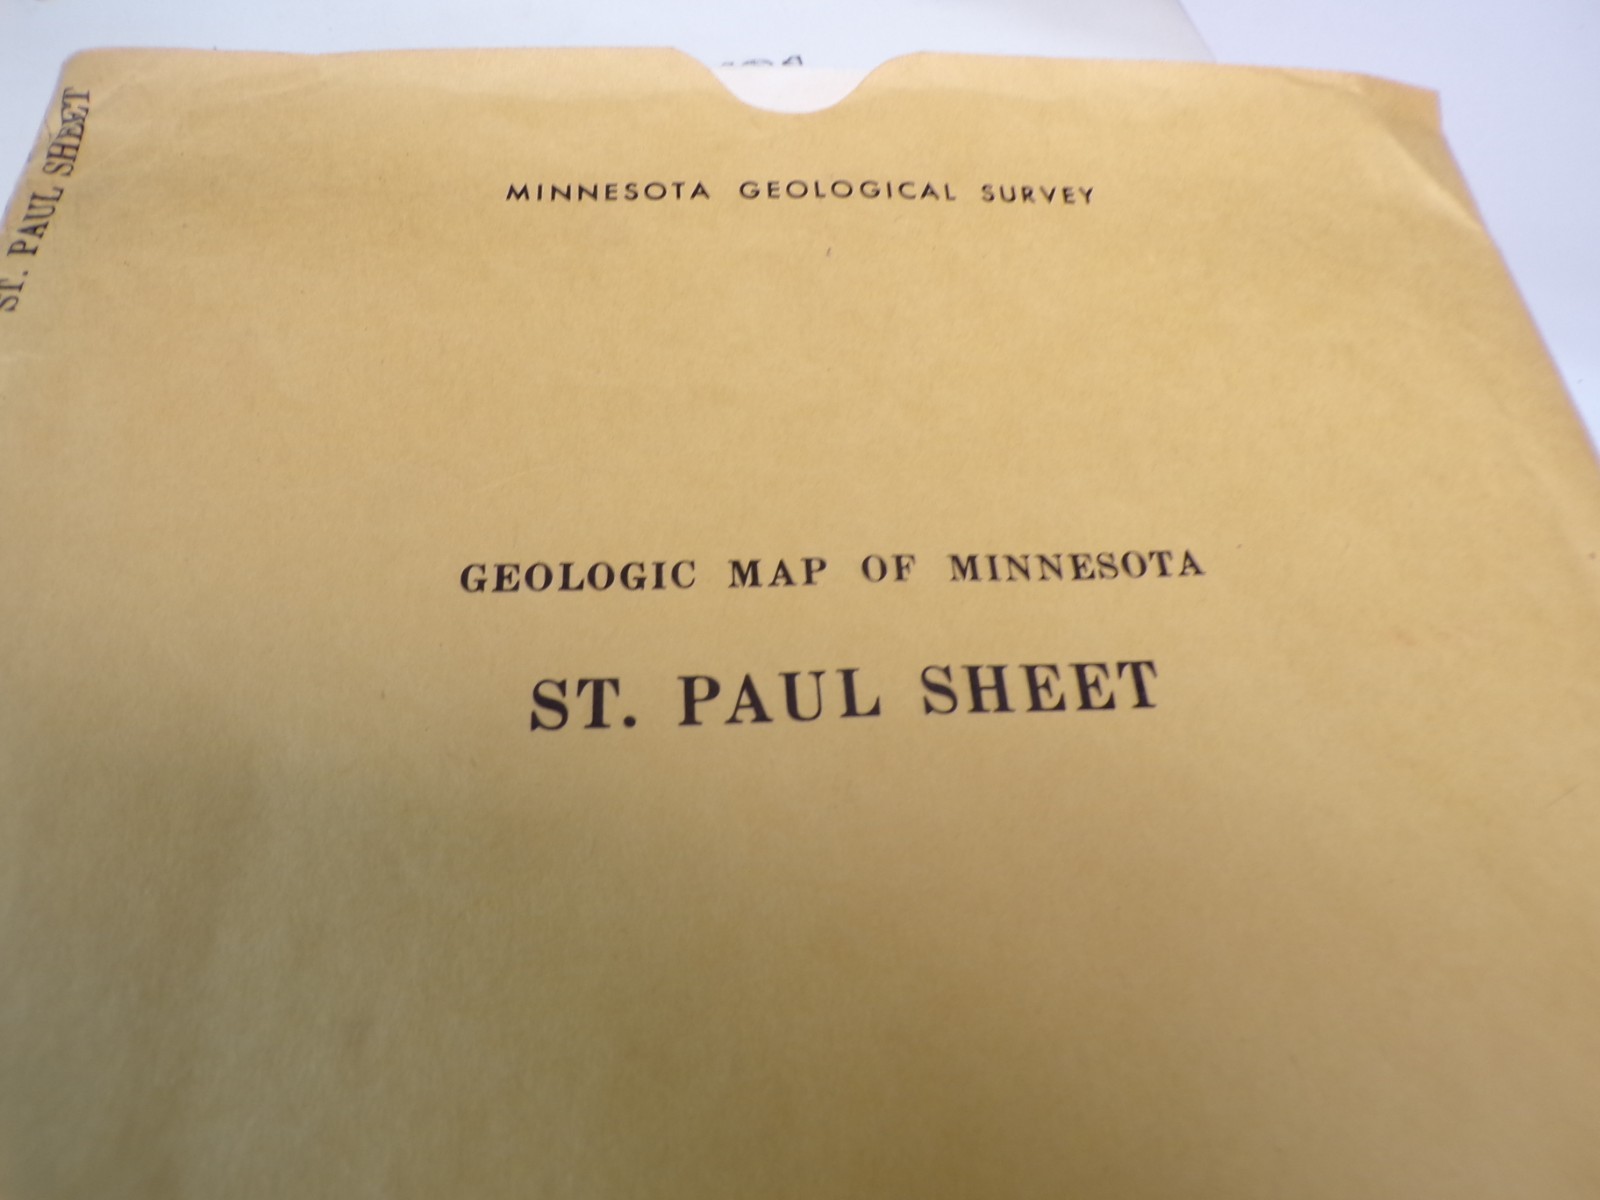 MINNESOTA GEOLOGICAL SURVEY
ST. PAUL SHEET
GEOLOGIC MAP OF MINNESOTA
ST. PAUL SHEET